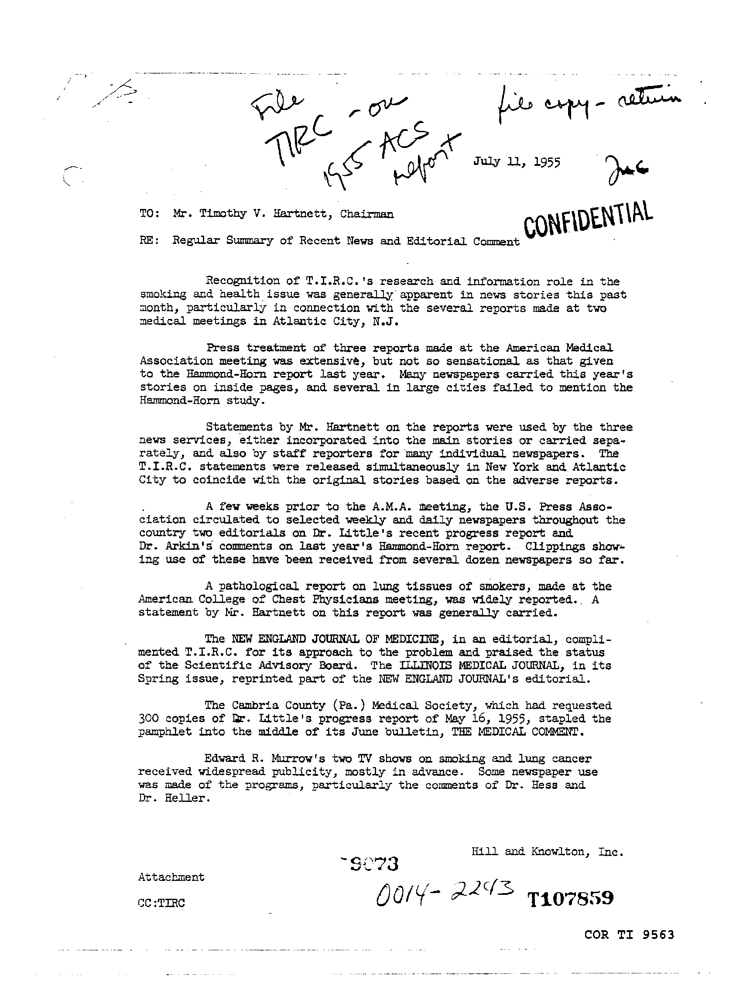 File
TIRC - on
1955 ACS
report
file copy - return
July 11, 1955
TO: Mr. Timothy V. Hartnett, Chairman
CONFIDENTIAL
RE: Regular Summary of Recent News and Editorial Comment
Recognition of T.I.R.C.'s research and information role in the
smoking and health issue was generally apparent in news stories this past
month, particularly in connection with the several reports made at two
medical meetings in Atlantic City, N.J.
Press treatment of three reports made at the American Medical
Association meeting was extensive, but not so sensational as that given
to the Hammond-Horn report last year. Many newspapers carried this year's
stories on inside pages, and several in large cities failed to mention the
Hammond-Horn study.
Statements by Mr. Hartnett on the reports were used by the three
news services, either incorporated into the main stories or carried sepa-
rately, and also by staff reporters for many individual newspapers. The
T.I.R.C. statements were released simultaneously in New York and Atlantic
City to coincide with the original stories based on the adverse reports.
A few weeks prior to the A.M.A. meeting, the U.S. Press Asso-
ciation circulated to selected weekly and daily newspapers throughout the
country two editorials on Dr. Little's recent progress report and
Dr. Arkin's comments on last year's Hammond-Horn report. Clippings show-
ing use of these have been received from several dozen newspapers so far.
A pathological report on lung tissues of smokers, made at the
American College of Chest Physicians meeting, was widely reported. A
statement by Mr. Hartnett on this report was generally carried.
The NEW ENGLAND JOURNAL OF MEDICINE, in an editorial, compli-
mented T.I.R.C. for its approach to the problem and praised the status
of the Scientific Advisory Board. The ILLINOIS MEDICAL JOURNAL, in its
Spring issue, reprinted part of the NEW ENGLAND JOURNAL's editorial.
The Cambria County (Pa.) Medical Society, which had requested
300 copies of Dr. Little's progress report of May 16, 1955, stapled the
pamphlet into the middle of its June bulletin, THE MEDICAL COMMENT.
Edward R. Murrow's two TV shows on smoking and lung cancer
received widespread publicity, mostly in advance. Some newspaper use
was made of the programs, particularly the comments of Dr. Hess and
Dr. Heller.
Hill and Knowlton, Inc.
9073
Attachment
0014-2243 T107859
CC:TIRC
COR TI 9563